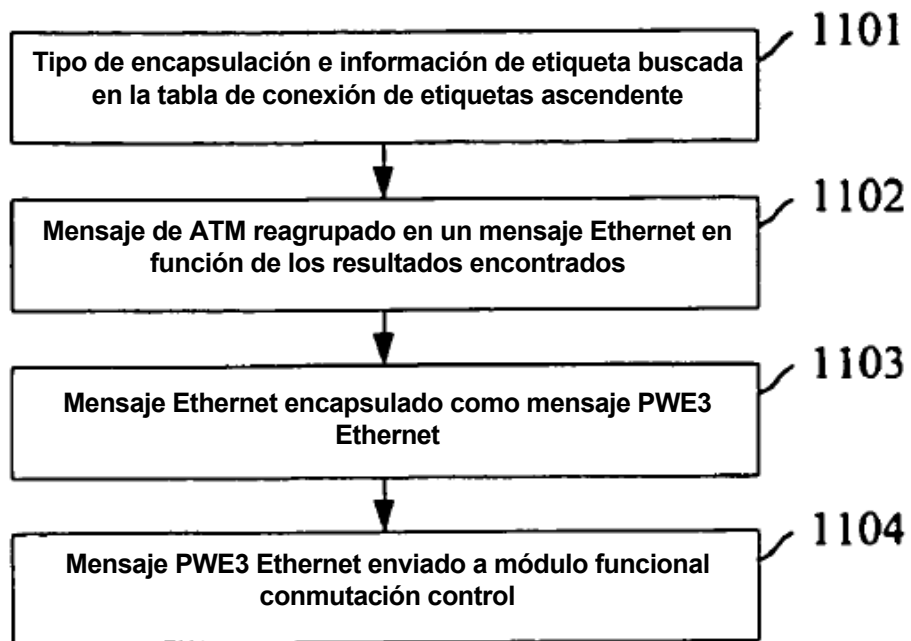 1101
Tipo de encapsulación e información de etiqueta buscada
en la tabla de conexión de etiquetas ascendente
1102
Mensaje de ATM reagrupado en un mensaje Ethernet en
función de los resultados encontrados
1103
Mensaje Ethernet encapsulado como mensaje PWE3
Ethernet
1104
Mensaje PWE3 Ethernet enviado a módulo funcional
conmutación control